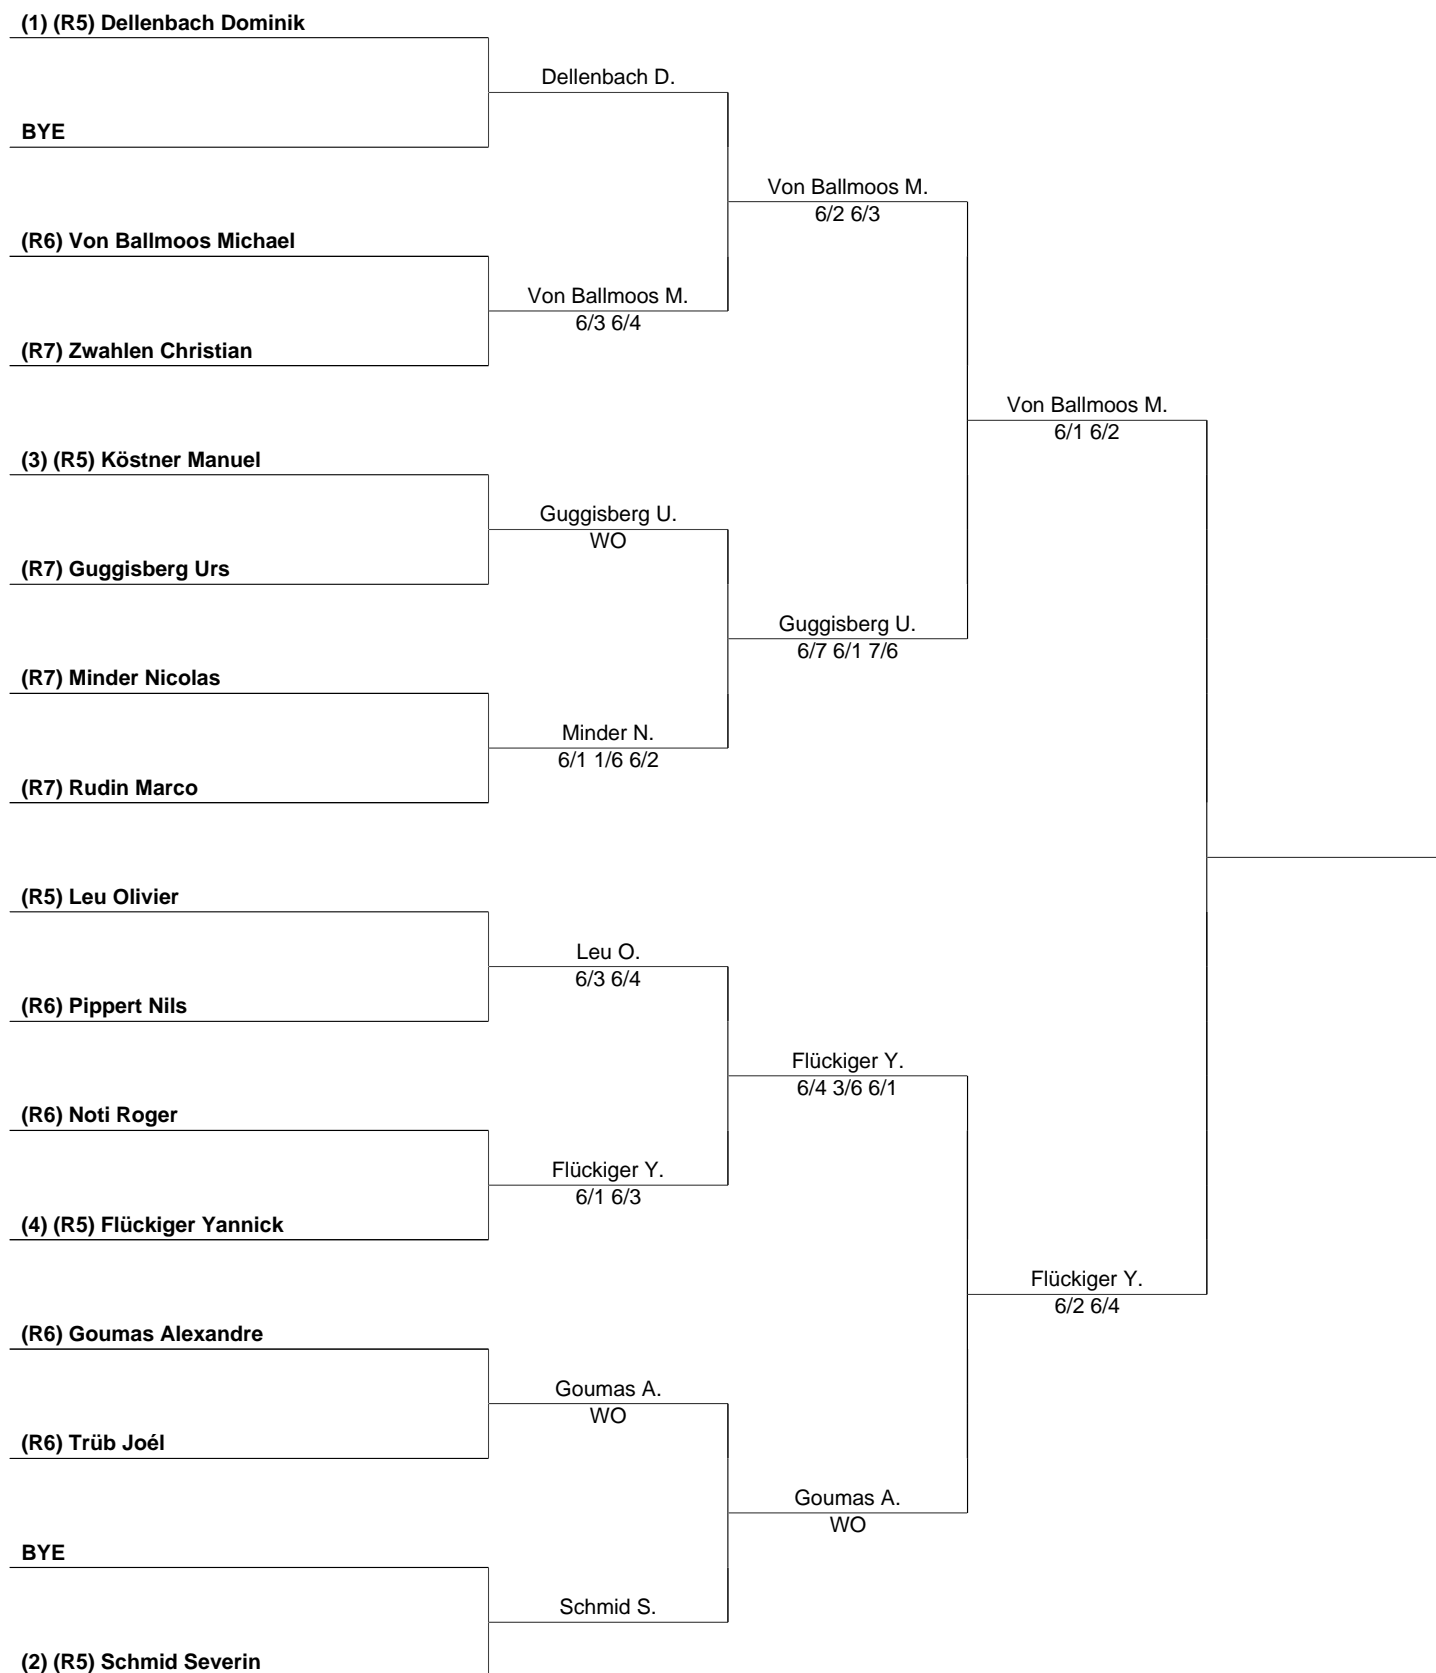 (1) (R5) Dellenbach Dominik
Dellenbach D.
BYE
Von Ballmoos M.
6/2 6/3
(R6) Von Ballmoos Michael
Von Ballmoos M.
6/3 6/4
(R7) Zwahlen Christian
Von Ballmoos M.
6/1 6/2
(3) (R5) Köstner Manuel
Guggisberg U.
WO
(R7) Guggisberg Urs
Guggisberg U.
6/7 6/1 7/6
(R7) Minder Nicolas
Minder N.
6/1 1/6 6/2
(R7) Rudin Marco
(R5) Leu Olivier
Leu O.
6/3 6/4
(R6) Pippert Nils
Flückiger Y.
6/4 3/6 6/1
(R6) Noti Roger
Flückiger Y.
6/1 6/3
(4) (R5) Flückiger Yannick
Flückiger Y.
6/2 6/4
(R6) Goumas Alexandre
Goumas A.
WO
(R6) Trüb Joél
Goumas A.
WO
BYE
Schmid S.
(2) (R5) Schmid Severin